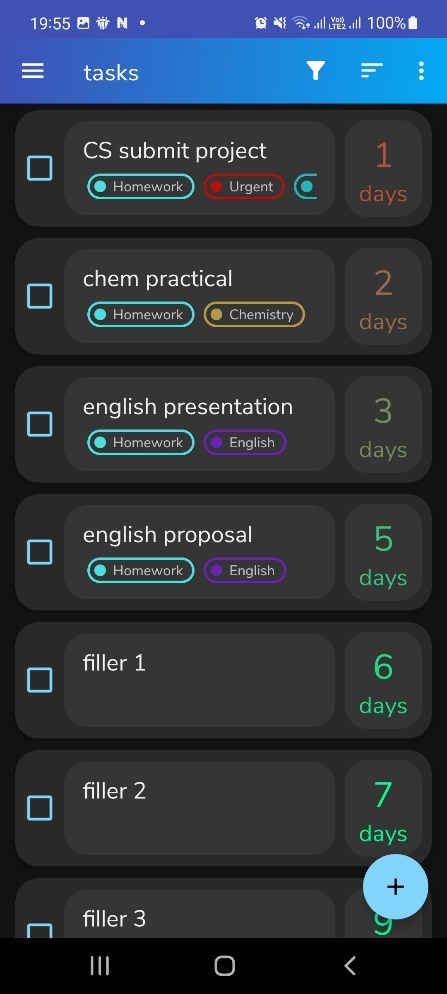 19:55
Vo)) LTE2
100%
tasks
CS submit project
Homework
Urgent
1
days
chem practical
Homework
Chemistry
2
days
english presentation
Homework
English
3
days
english proposal
Homework
English
5
days
filler 1
6
days
filler 2
7
days
+
filler 3
9